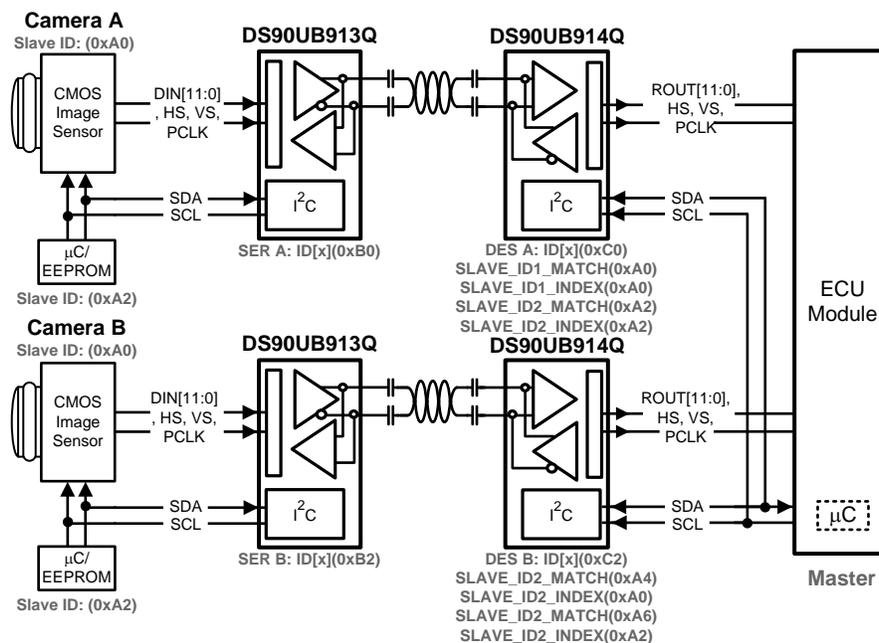 Camera A
Slave ID: (0xA0)
DS90UB913Q
DS90UB914Q
CMOS
Image
Sensor
DIN[11:0]
, HS, VS,
PCLK
ROUT[11:0],
HS, VS,
PCLK
SDA
SCL
I²C
I²C
SDA
SCL
µC/
EEPROM
Slave ID: (0xA2)
SER A: ID[x](0xB0)
DES A: ID[x](0xC0)
SLAVE_ID1_MATCH(0xA0)
SLAVE_ID1_INDEX(0xA0)
SLAVE_ID2_MATCH(0xA2)
SLAVE_ID2_INDEX(0xA2)
ECU
Module
Camera B
Slave ID: (0xA0)
DS90UB913Q
DS90UB914Q
CMOS
Image
Sensor
DIN[11:0]
, HS, VS,
PCLK
ROUT[11:0],
HS, VS,
PCLK
SDA
SCL
I²C
I²C
SDA
SCL
µC
µC/
EEPROM
Slave ID: (0xA2)
SER B: ID[x](0xB2)
DES B: ID[x](0xC2)
SLAVE_ID2_MATCH(0xA4)
SLAVE_ID2_INDEX(0xA0)
SLAVE_ID2_MATCH(0xA6)
SLAVE_ID2_INDEX(0xA2)
Master